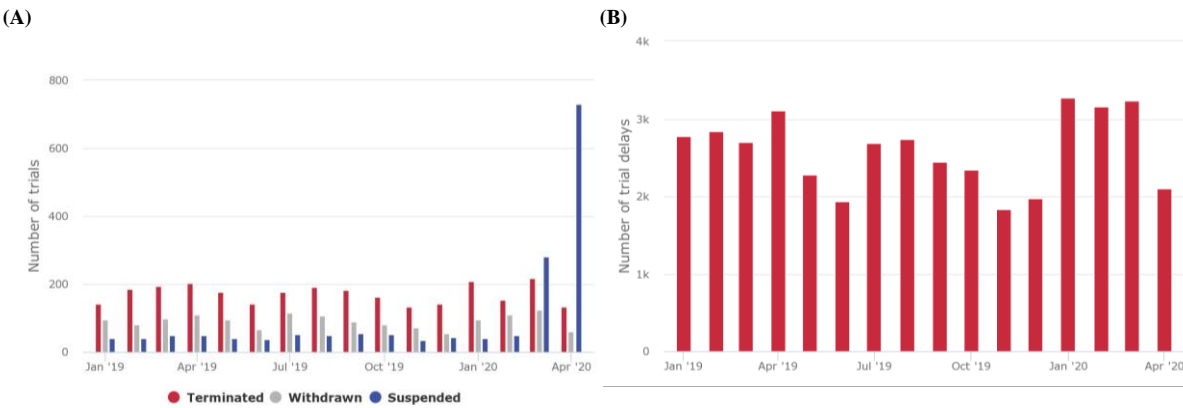 (A)
Number of trials
800
600
400
200
0
Jan '19
Apr '19
Jul '19
Oct '19
Jan '20
Apr '20
Terminated Withdrawn Suspended
(B)
Number of trial delays
4k
3k
2k
1k
0
Jan '19
Apr '19
Jul '19
Oct '19
Jan '20
Apr '20